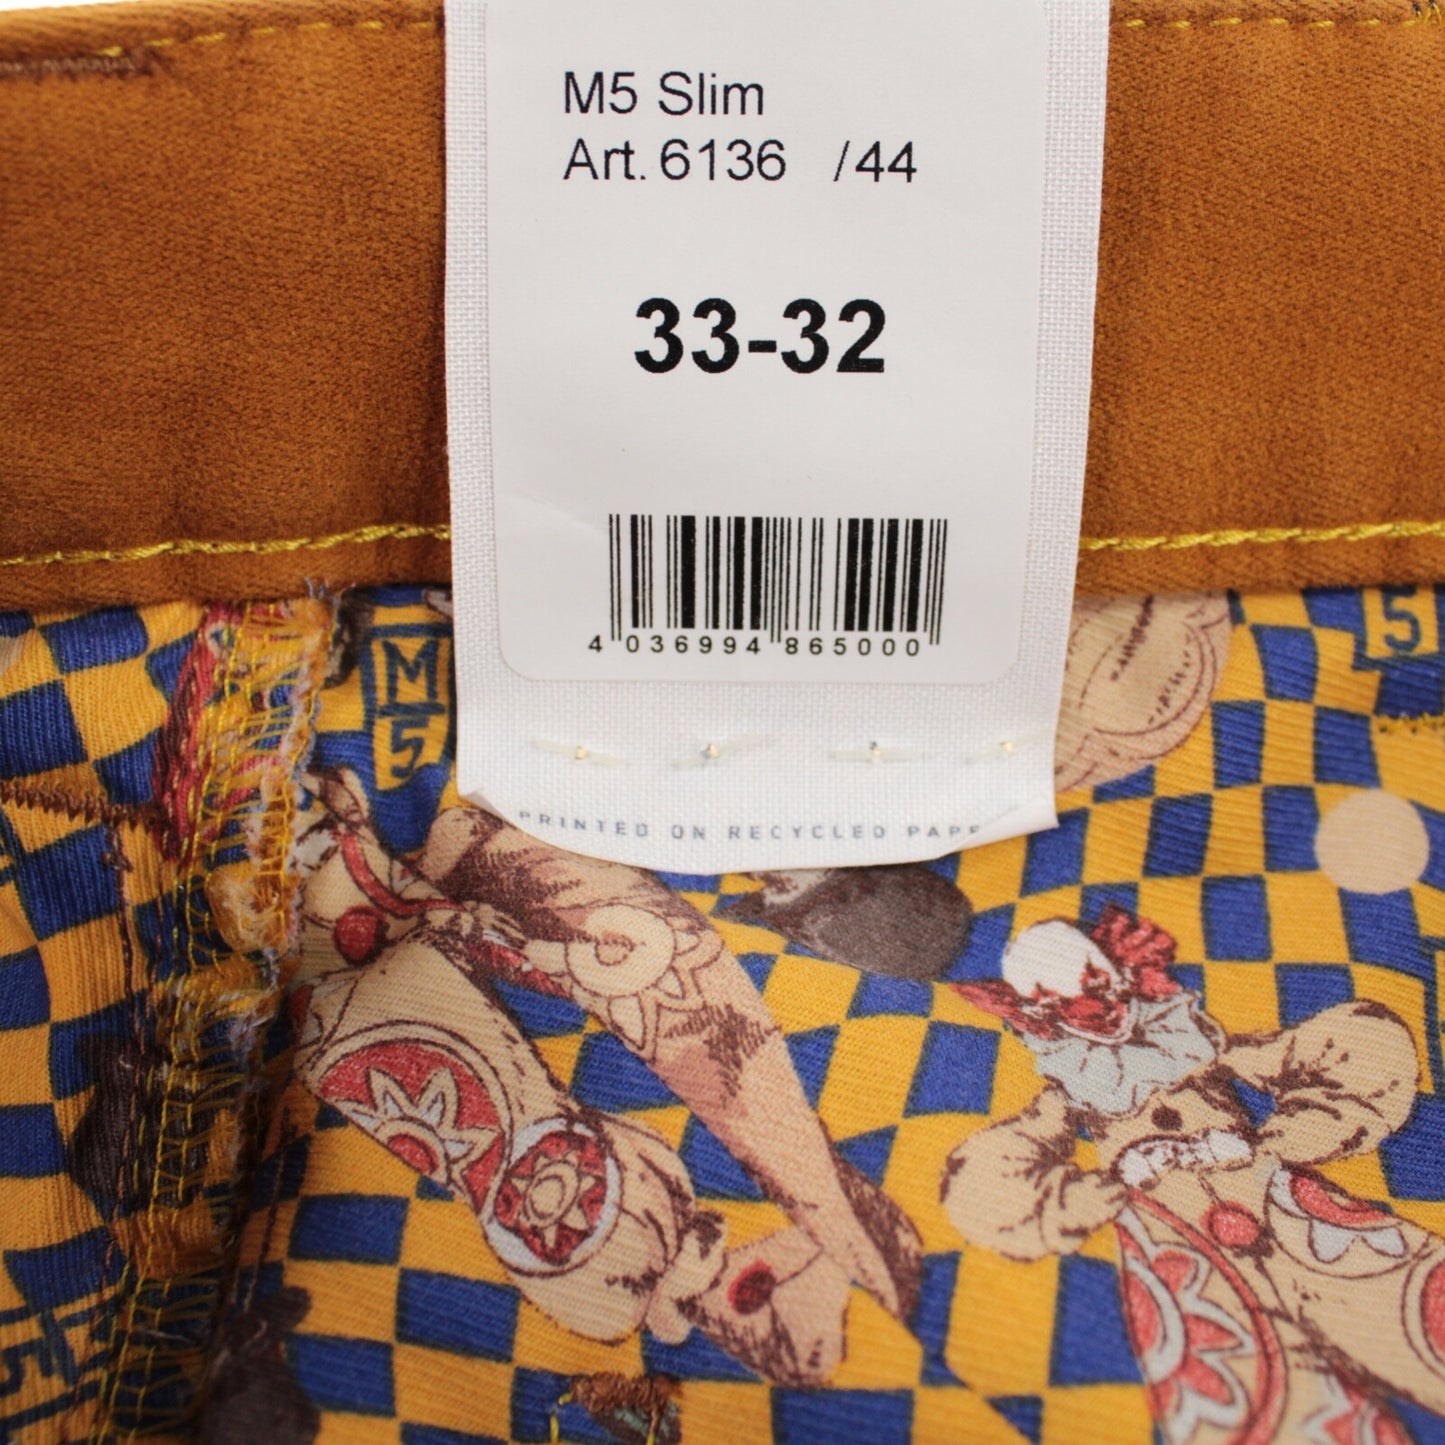 M5 Slim
Art. 6136 /44
33-32
4 036994 865000
M
5
5
PRINTED ON RECYCLED PAPE